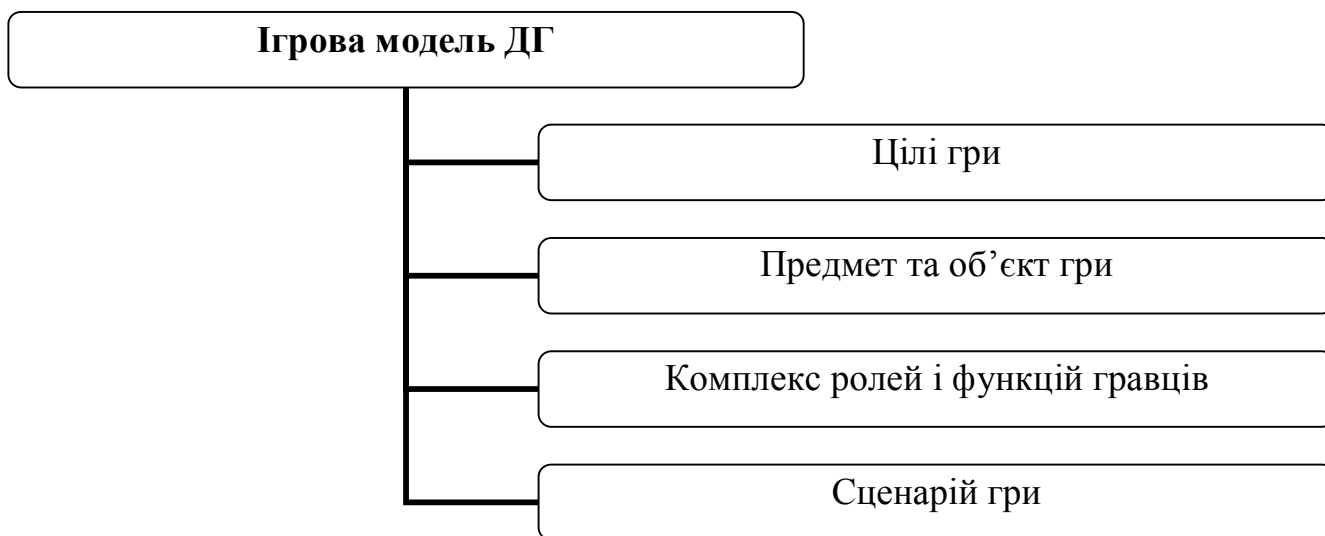 Ігрова модель ДГ
Цілі гри
Предмет та об’єкт гри
Комплекс ролей і функцій гравців
Сценарій гри